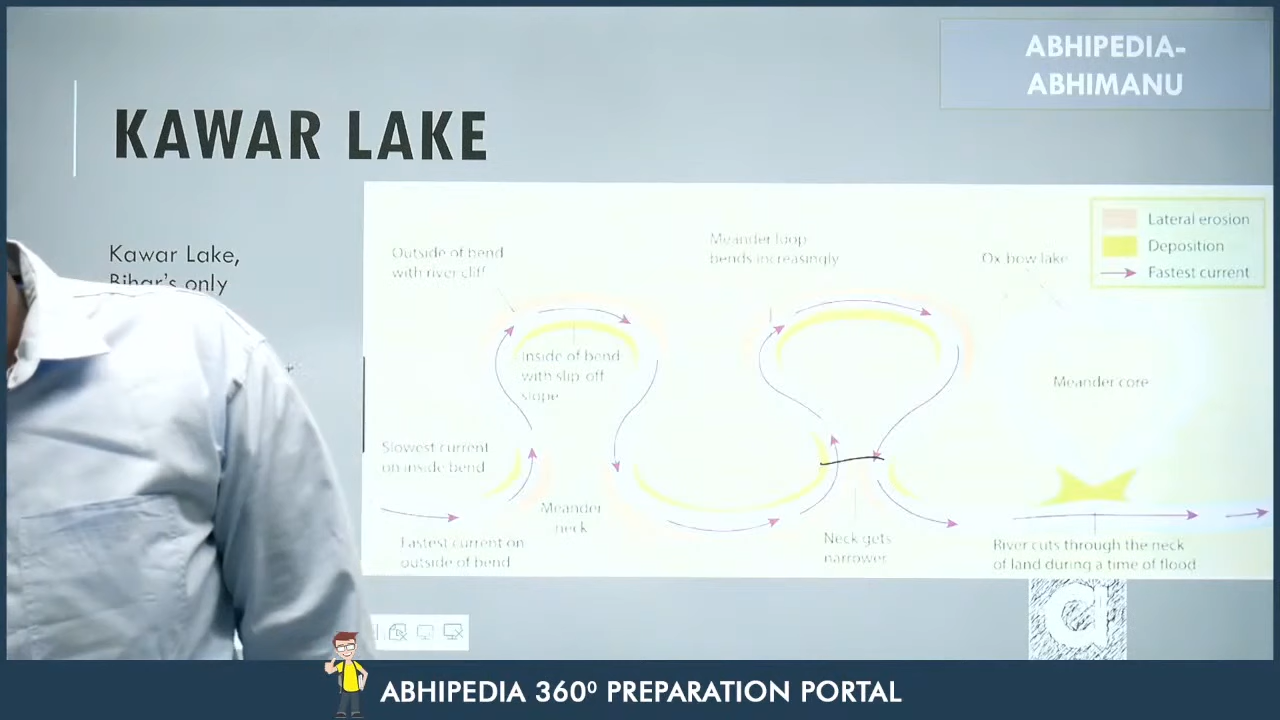 ABHIPEDIA-
ABHIMANU
KAWAR LAKE
Kawar Lake,
Bihar's only
Outside of bend
with river cliff
Meander loop
bends increasingly
Ox bow lake
Lateral erosion
Deposition
Fastest current
Inside of bend
with slip off
slope
Meander core
Slowest current
on inside bend
Meander
neck
Fastest current on
outside of bend
Neck gets
narrower
River cuts through the neck
of land during a time of flood
a
ABHIPEDIA 360⁰ PREPARATION PORTAL